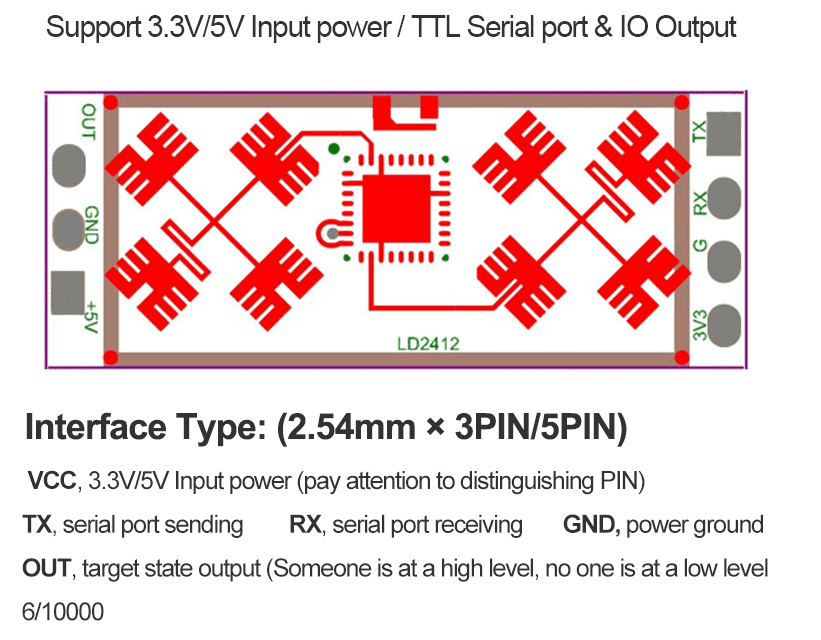 Support 3.3V/5V Input power / TTL Serial port & IO Output
OUT
GND
+5V
TX
RX
G
3V3
LD2412
Interface Type: (2.54mm × 3PIN/5PIN)
VCC, 3.3V/5V Input power (pay attention to distinguishing PIN)
TX, serial port sending RX, serial port receiving GND, power ground
OUT, target state output (Someone is at a high level, no one is at a low level
6/10000